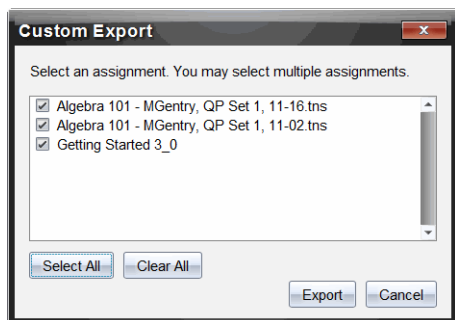 Custom Export
x
Select an assignment. You may select multiple assignments.
Algebra 101 - MGentry, QP Set 1, 11-16.tns
Algebra 101 - MGentry, QP Set 1, 11-02.tns
Getting Started 3_0
Select All Clear All
Export Cancel